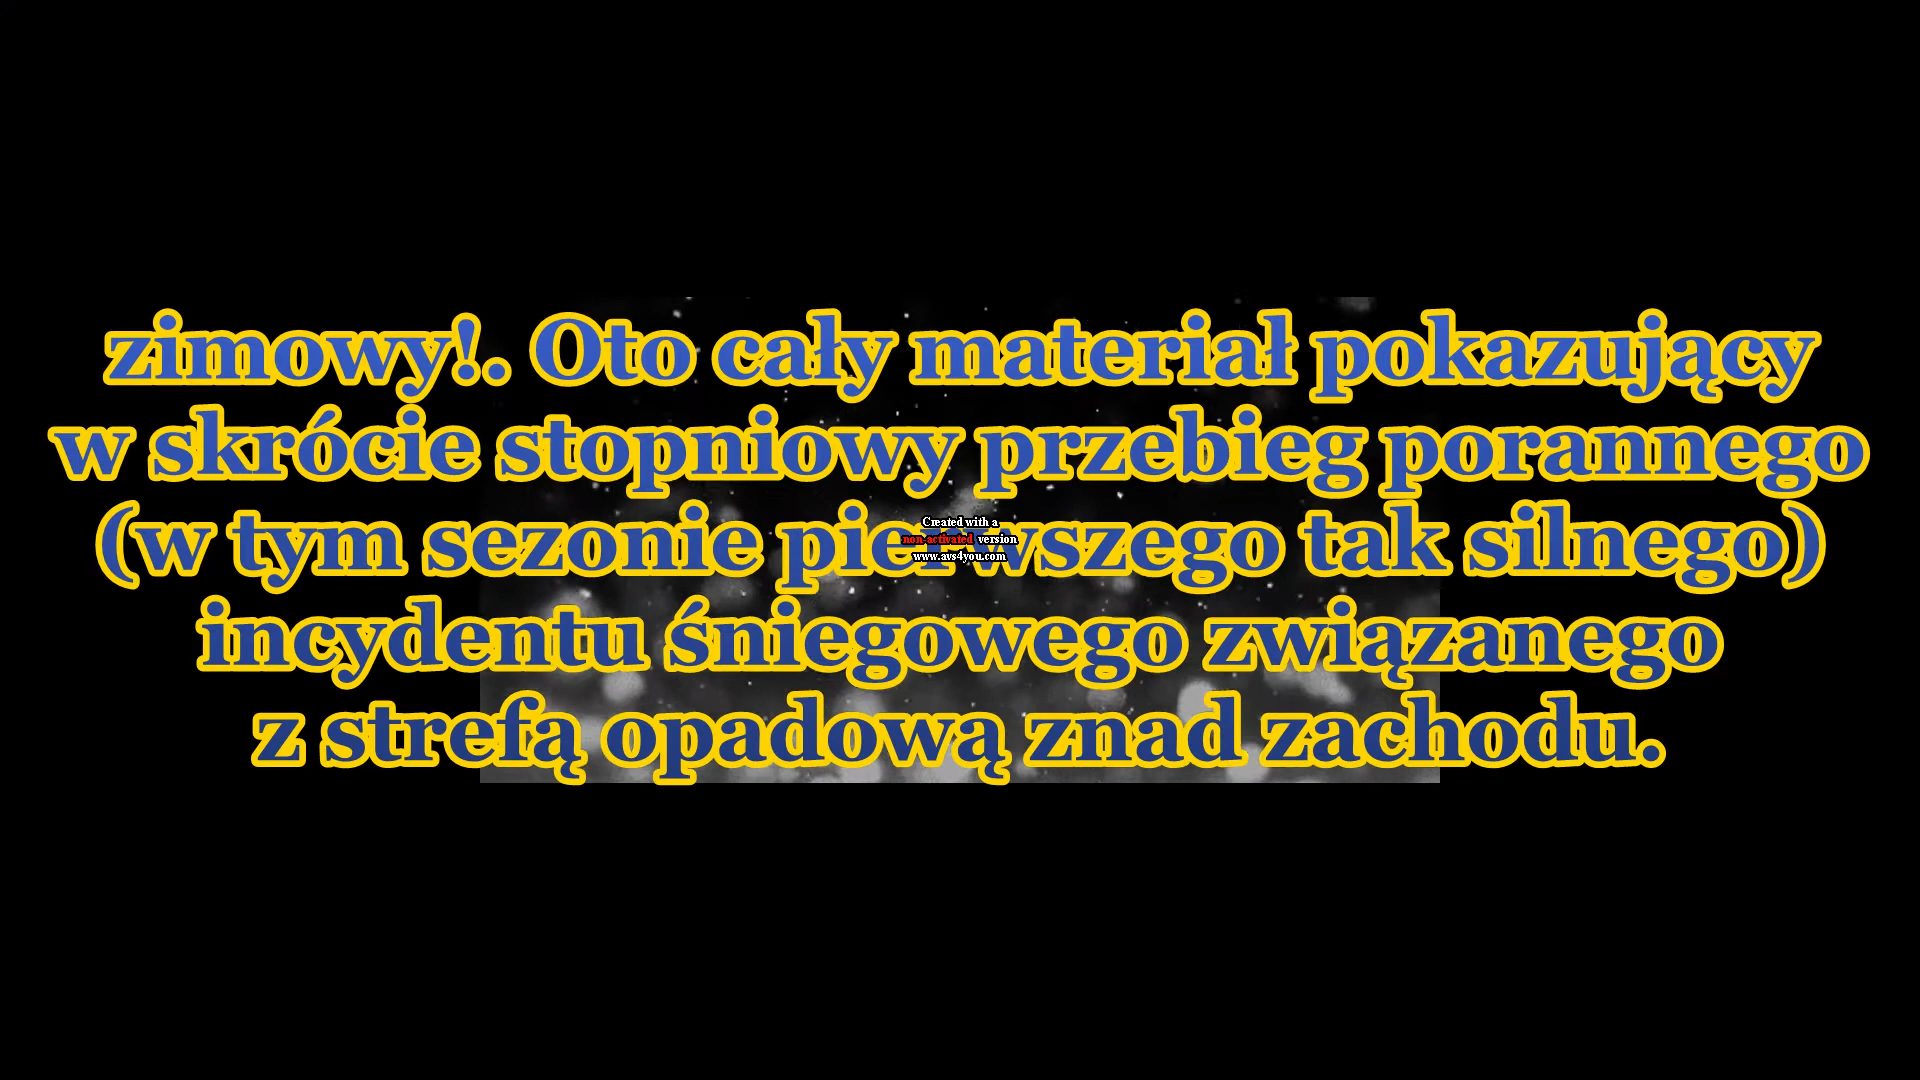 zimowy!. Oto cały materiał pokazujący
w skrócie stopniowy przebieg porannego
(w tym sezonie pierwszego tak silnego)
incydentu śniegowego związanego
z strefą opadową znad zachodu.
Created with a
non-activated version
www.avs4you.com